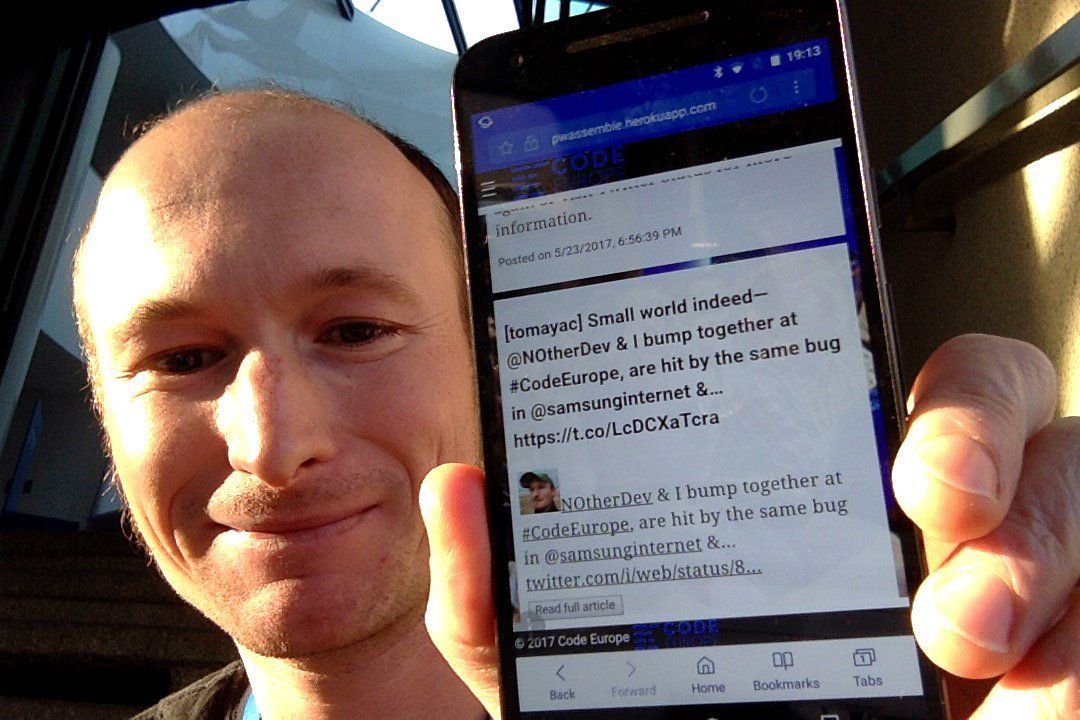 19:13
pwassemble.herokuapp.com
CODE
information.
Posted on 5/23/2017, 6:56:39 PM
[tomayac] Small world indeed—
@NOtherDev & I bump together at
#CodeEurope, are hit by the same bug
in @samsunginternet &...
https://t.co/LcDCXaTcra
NOtherDev & I bump together at
#CodeEurope, are hit by the same bug
in @samsunginternet &...
twitter.com/i/web/status/8...
Read full article
© 2017 Code Europe CODE
Back Forward Home Bookmarks 1 Tabs